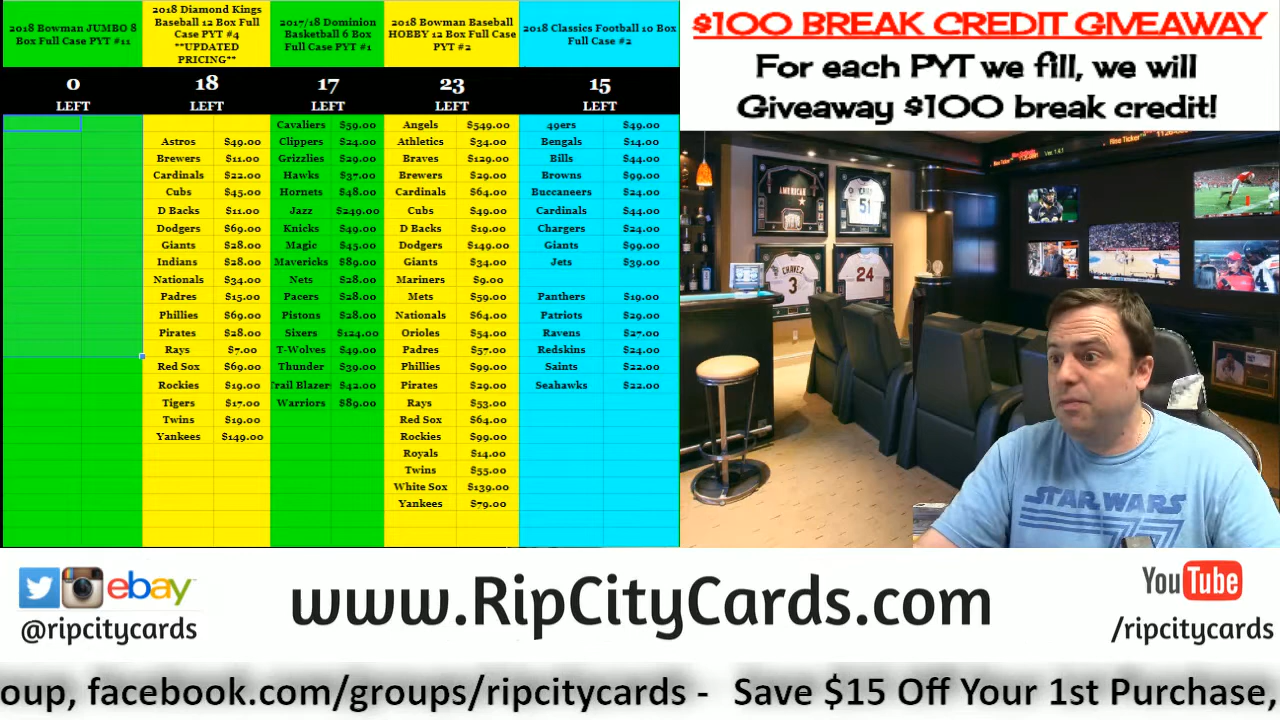 2018 Bowman JUMBO 8
Box Full Case PYT #11
0
LEFT
2018 Diamond Kings
Baseball 12 Box Full
Case PYT #4
**UPDATED
PRICING**
18
LEFT
Astros $49.00
Brewers $11.00
Cardinals $22.00
Cubs $45.00
D Backs $11.00
Dodgers $69.00
Giants $28.00
Indians $28.00
Nationals $34.00
Padres $15.00
Phillies $69.00
Pirates $28.00
Rays $7.00
Red Sox $69.00
Rockies $19.00
Tigers $17.00
Twins $19.00
Yankees $149.00
2017/18 Dominion
Basketball 6 Box
Full Case PYT #1
17
LEFT
Cavaliers $59.00
Clippers $24.00
Grizzlies $29.00
Hawks $37.00
Hornets $48.00
Jazz $249.00
Knicks $49.00
Magic $45.00
Mavericks $89.00
Nets $28.00
Pacers $28.00
Pistons $28.00
Sixers $124.00
T-Wolves $49.00
Thunder $39.00
Trail Blazers $42.00
Warriors $89.00
2018 Bowman Baseball
HOBBY 12 Box Full Case
PYT #2
23
LEFT
Angels $549.00
Athletics $34.00
Braves $129.00
Brewers $29.00
Cardinals $64.00
Cubs $49.00
D Backs $19.00
Dodgers $149.00
Giants $34.00
Mariners $9.00
Mets $59.00
Nationals $64.00
Orioles $54.00
Padres $57.00
Phillies $99.00
Pirates $29.00
Rays $53.00
Red Sox $64.00
Rockies $99.00
Royals $14.00
Twins $55.00
White Sox $139.00
Yankees $79.00
2018 Classics Football 10 Box
Full Case #2
15
LEFT
49ers $49.00
Bengals $14.00
Bills $44.00
Browns $99.00
Buccaneers $24.00
Cardinals $44.00
Chargers $24.00
Giants $99.00
Jets $39.00
Panthers $19.00
Patriots $29.00
Ravens $27.00
Redskins $24.00
Saints $22.00
Seahawks $22.00
$100 BREAK CREDIT GIVEAWAY
For each PYT we fill, we will
Giveaway $100 break credit!
AMERICAN
51
CHAVEZ
3
24
STAR WARS
77
ebay
@ripcitycards
www.RipCityCards.com
YouTube
/ripcitycards
oup, facebook.com/groups/ripcitycards - Save $15 Off Your 1st Purchase,